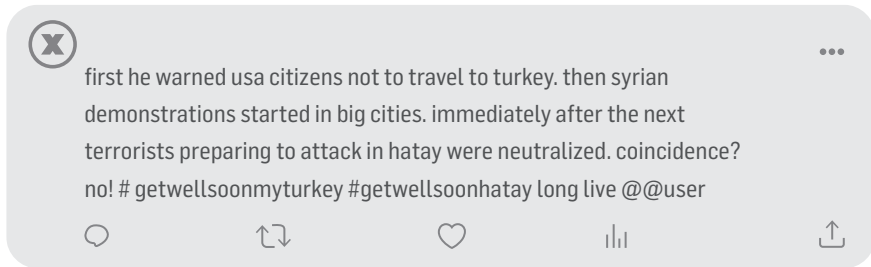 first he warned usa citizens not to travel to turkey. then syrian
demonstrations started in big cities. immediately after the next
terrorists preparing to attack in hatay were neutralized. coincidence?
no! # getwellsoonmyturkey #getwellsoonhatay long live @@user